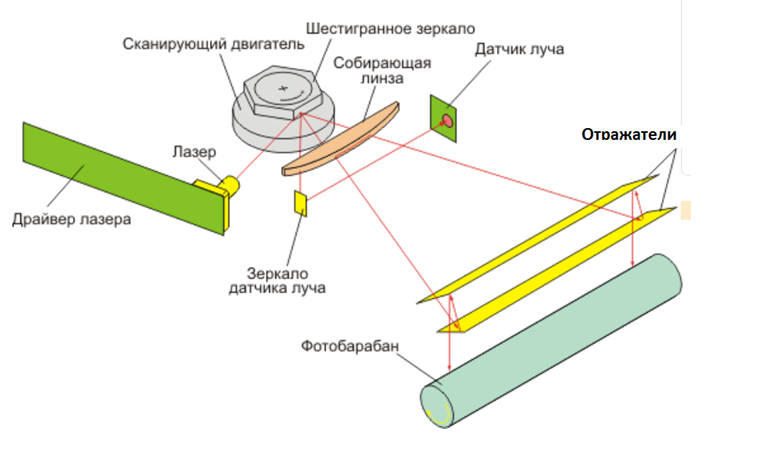 Шестигранное зеркало
Сканирующий двигатель
Датчик луча
Собирающая
линза
Отражатели
Лазер
Драйвер лазера
Зеркало
датчика луча
Фотобарабан